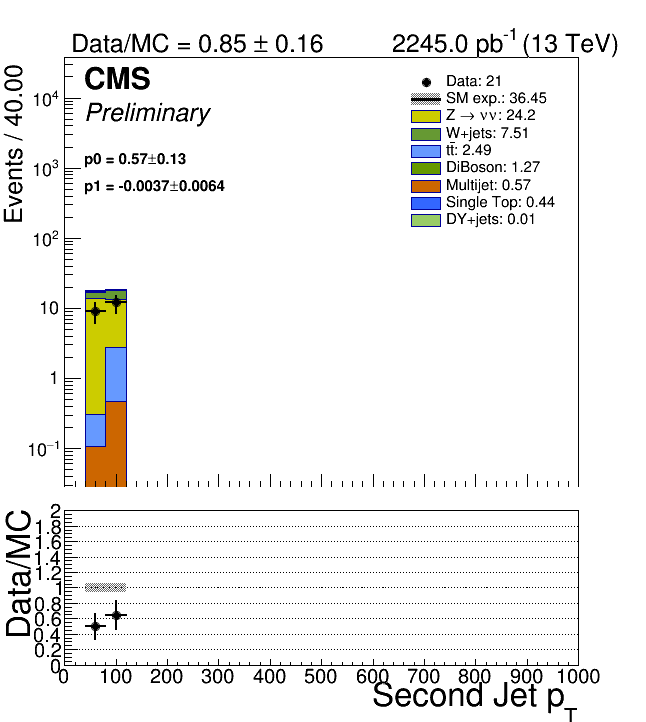 Data/MC = 0.85 ± 0.16
2245.0 pb⁻¹ (13 TeV)
CMS
Preliminary
p0 = 0.57±0.13
p1 = -0.0037±0.0064
Data: 21
SM exp.: 36.45
Z → νν: 24.2
W+jets: 7.51
tt̄: 2.49
DiBoson: 1.27
Multijet: 0.57
Single Top: 0.44
DY+jets: 0.01
Events / 40.00
10⁴
10³
10²
10
1
10⁻¹
Data/MC
2
1.8
1.6
1.4
1.2
1
0.8
0.6
0.4
0.2
0
0 100 200 300 400 500 600 700 800 900 1000
Second Jet p_T